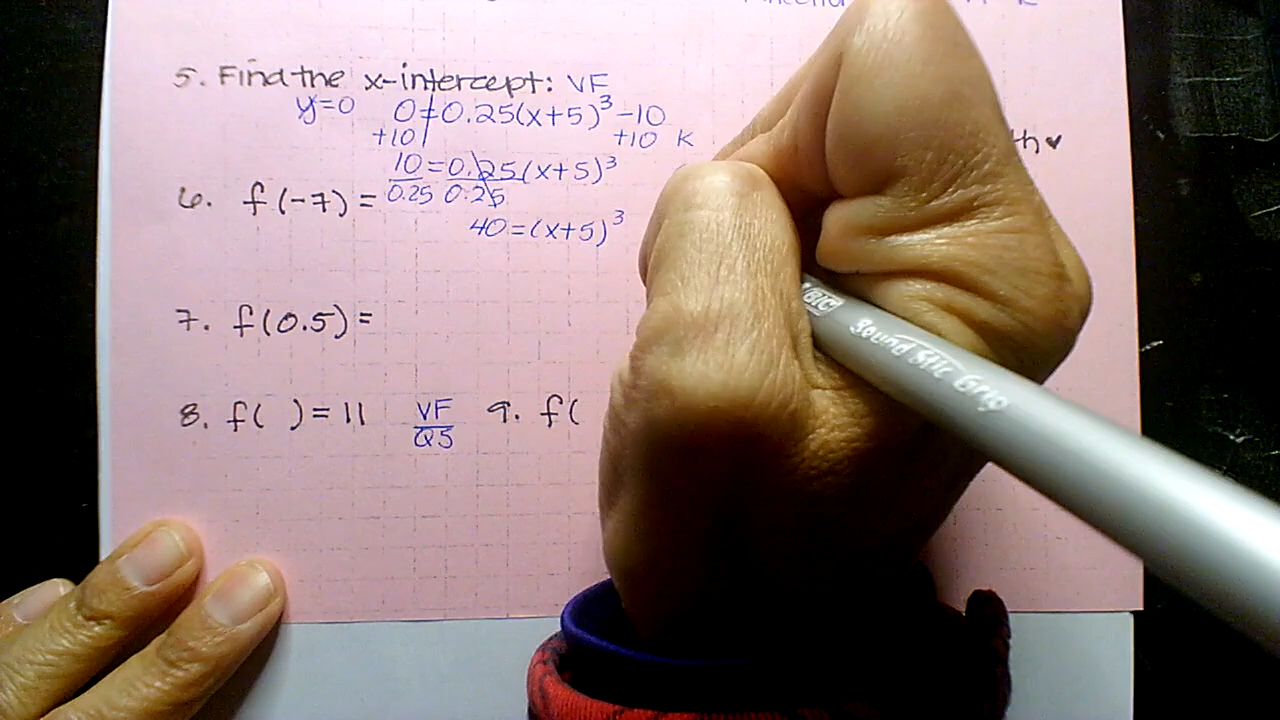 5. Find the x-intercept: VF
y=0 0=0.25(x+5)³-10
+10 +10 K
10=0.25(x+5)³
0.25 0.25
6. f(-7)=
40=(x+5)³
7. f(0.5)=
8. f( )=11 VF 9. f(
Q5
BIC Round Stic Grip